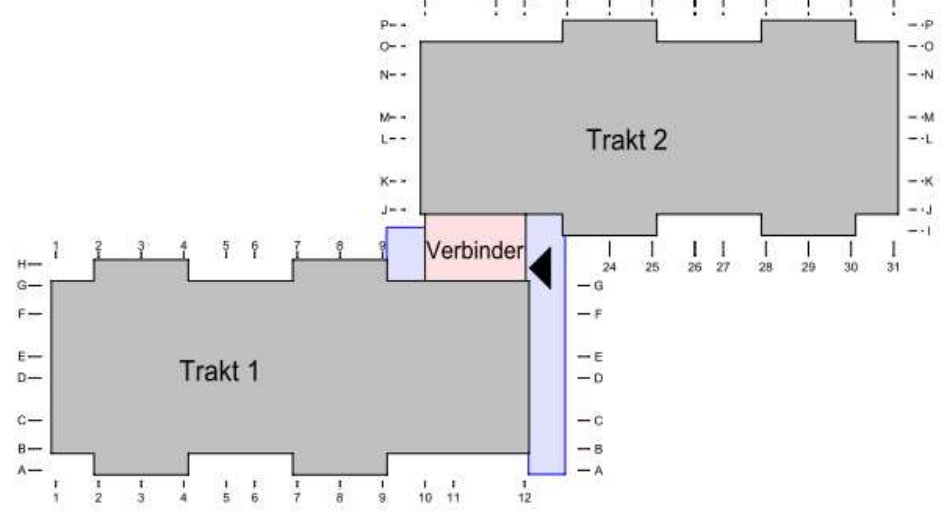 P P
O O
N N
M M
L L
Trakt 2
K K
J J
I
1 2 3 4 5 6 7 8 9
Verbinder
24 25 26 27 28 29 30 31
H
G G
F F
E E
D D
Trakt 1
C C
B B
A A
1 2 3 4 5 6 7 8 9 10 11 12